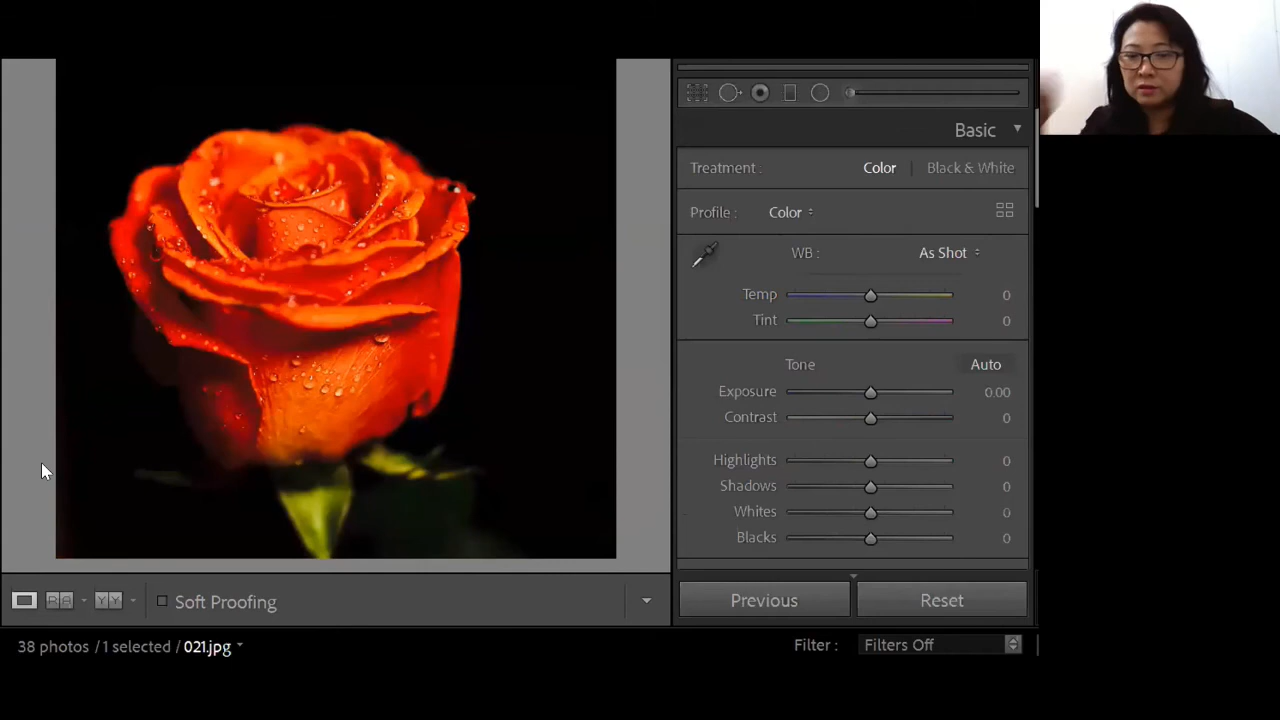 Basic
Treatment : Color Black & White
Profile : Color
WB : As Shot
Temp 0
Tint 0
Tone Auto
Exposure 0.00
Contrast 0
Highlights 0
Shadows 0
Whites 0
Blacks 0
Soft Proofing
Previous Reset
38 photos / 1 selected / 021.jpg
Filter : Filters Off